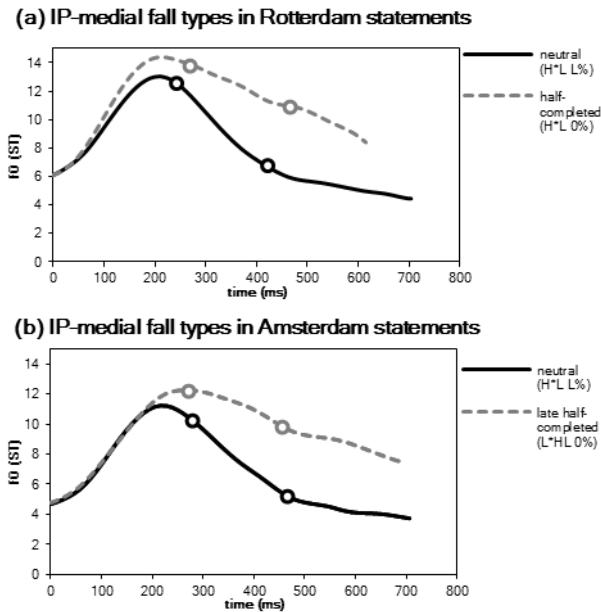 (a) IP-medial fall types in Rotterdam statements
14
12
10
8
6
4
2
0
f0 (ST)
0 100 200 300 400 500 600 700 800
time (ms)
neutral
(H*L L%)
half-
completed
(H*L 0%)
(b) IP-medial fall types in Amsterdam statements
14
12
10
8
6
4
2
0
f0 (ST)
0 100 200 300 400 500 600 700 800
time (ms)
neutral
(H*L L%)
late half-
completed
(L*HL 0%)